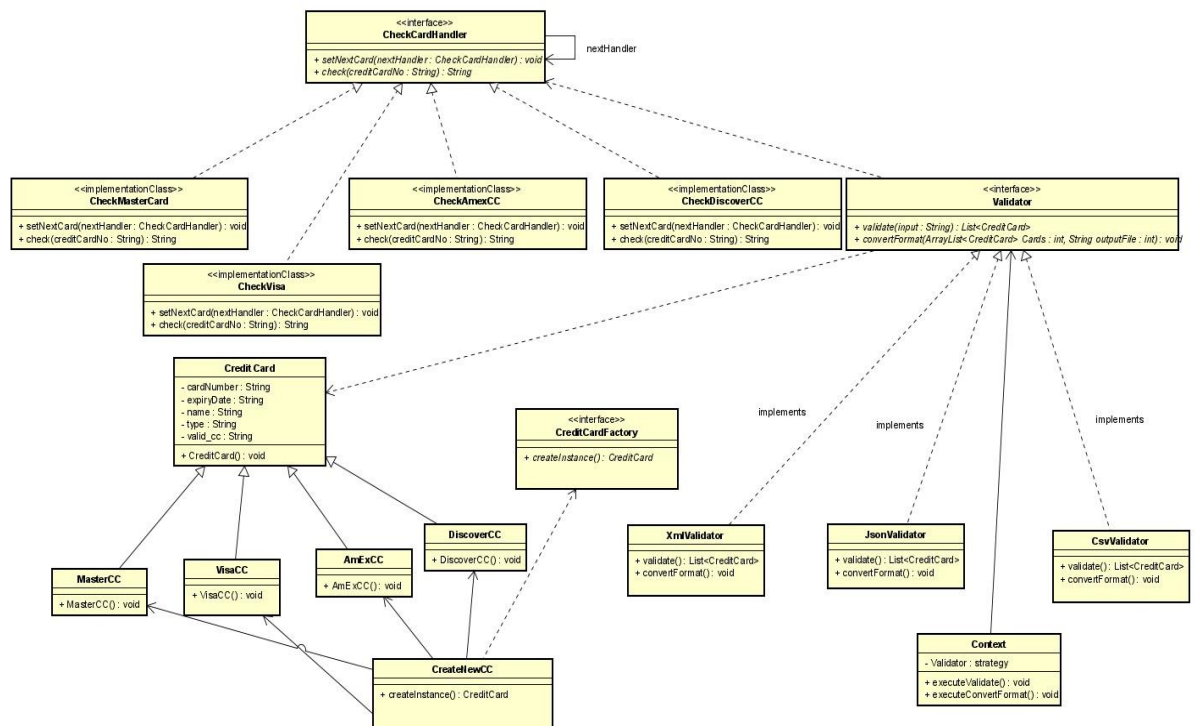 <<interface>>
CheckCardHandler
+ setNextCard(nextHandler : CheckCardHandler) : void
+ check(creditCardNo : String) : String
nextHandler
<<implementationClass>>
CheckMasterCard
+ setNextCard(nextHandler : CheckCardHandler) : void
+ check(creditCardNo : String) : String
<<implementationClass>>
CheckAmexCC
+ setNextCard(nextHandler : CheckCardHandler) : void
+ check(creditCardNo : String) : String
<<implementationClass>>
CheckDiscoverCC
+ setNextCard(nextHandler : CheckCardHandler) : void
+ check(creditCardNo : String) : String
<<interface>>
Validator
+ validate(input : String) : List<CreditCard>
+ convertFormat(ArrayList<CreditCard> Cards : int, String outputFile : int) : void
<<implementationClass>>
CheckVisa
+ setNextCard(nextHandler : CheckCardHandler) : void
+ check(creditCardNo : String) : String
Credit Card
- cardNumber : String
- expiryDate : String
- name : String
- type : String
- valid_cc : String
+ CreditCard() : void
<<interface>>
CreditCardFactory
+ createInstance() : CreditCard
implements
implements
implements
MasterCC
+ MasterCC() : void
VisaCC
+ VisaCC() : void
AmExCC
+ AmExCC() : void
DiscoverCC
+ DiscoverCC() : void
XmlValidator
+ validate() : List<CreditCard>
+ convertFormat() : void
JsonValidator
+ validate() : List<CreditCard>
+ convertFormat() : void
CsvValidator
+ validate() : List<CreditCard>
+ convertFormat() : void
CreateNewCC
+ createInstance() : CreditCard
Context
- Validator : strategy
+ executeValidate() : void
+ executeConvertFormat() : void